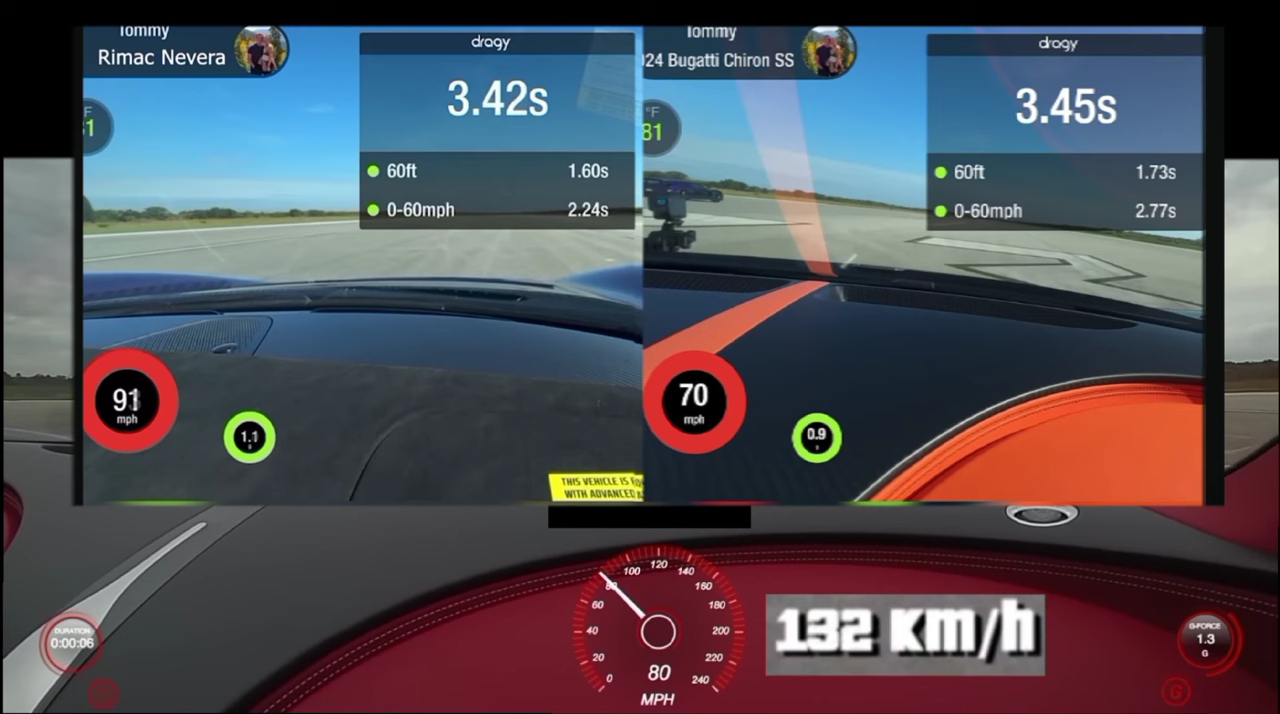 Tommy
Rimac Nevera
dragy
3.42s
60ft 1.60s
0-60mph 2.24s
91
mph
1.1
THIS VEHICLE IS
WITH ADVANCED
Tommy
24 Bugatti Chiron SS
°F
81
dragy
3.45s
60ft 1.73s
0-60mph 2.77s
70
mph
0.9
DURATION
0:00:06
0
20
40
60
80
100
120
140
160
180
200
220
240
80
MPH
132 KM/h
G-FORCE
1.3
G
G